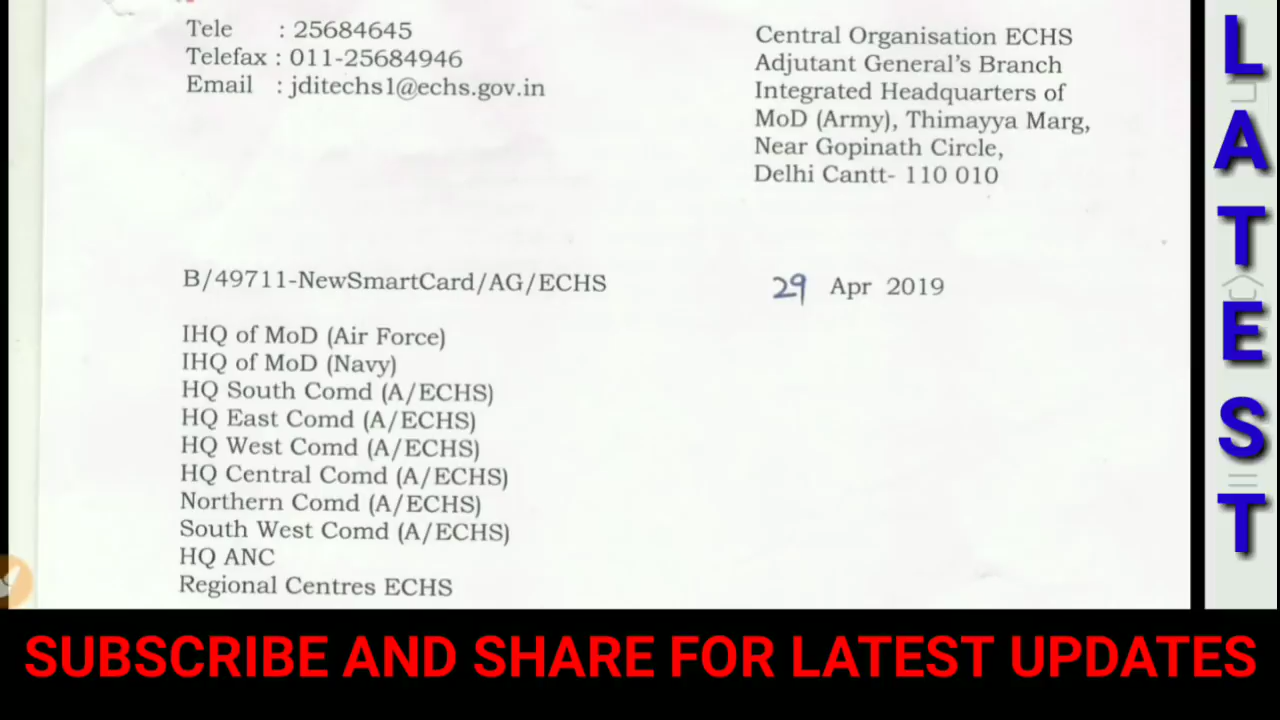 Tele : 25684645
Telefax : 011-25684946
Email : jditechs1@echs.gov.in
Central Organisation ECHS
Adjutant General's Branch
Integrated Headquarters of
MoD (Army), Thimayya Marg,
Near Gopinath Circle,
Delhi Cantt- 110 010
B/49711-NewSmartCard/AG/ECHS
29 Apr 2019
IHQ of MoD (Air Force)
IHQ of MoD (Navy)
HQ South Comd (A/ECHS)
HQ East Comd (A/ECHS)
HQ West Comd (A/ECHS)
HQ Central Comd (A/ECHS)
Northern Comd (A/ECHS)
South West Comd (A/ECHS)
HQ ANC
Regional Centres ECHS
LATEST
SUBSCRIBE AND SHARE FOR LATEST UPDATES